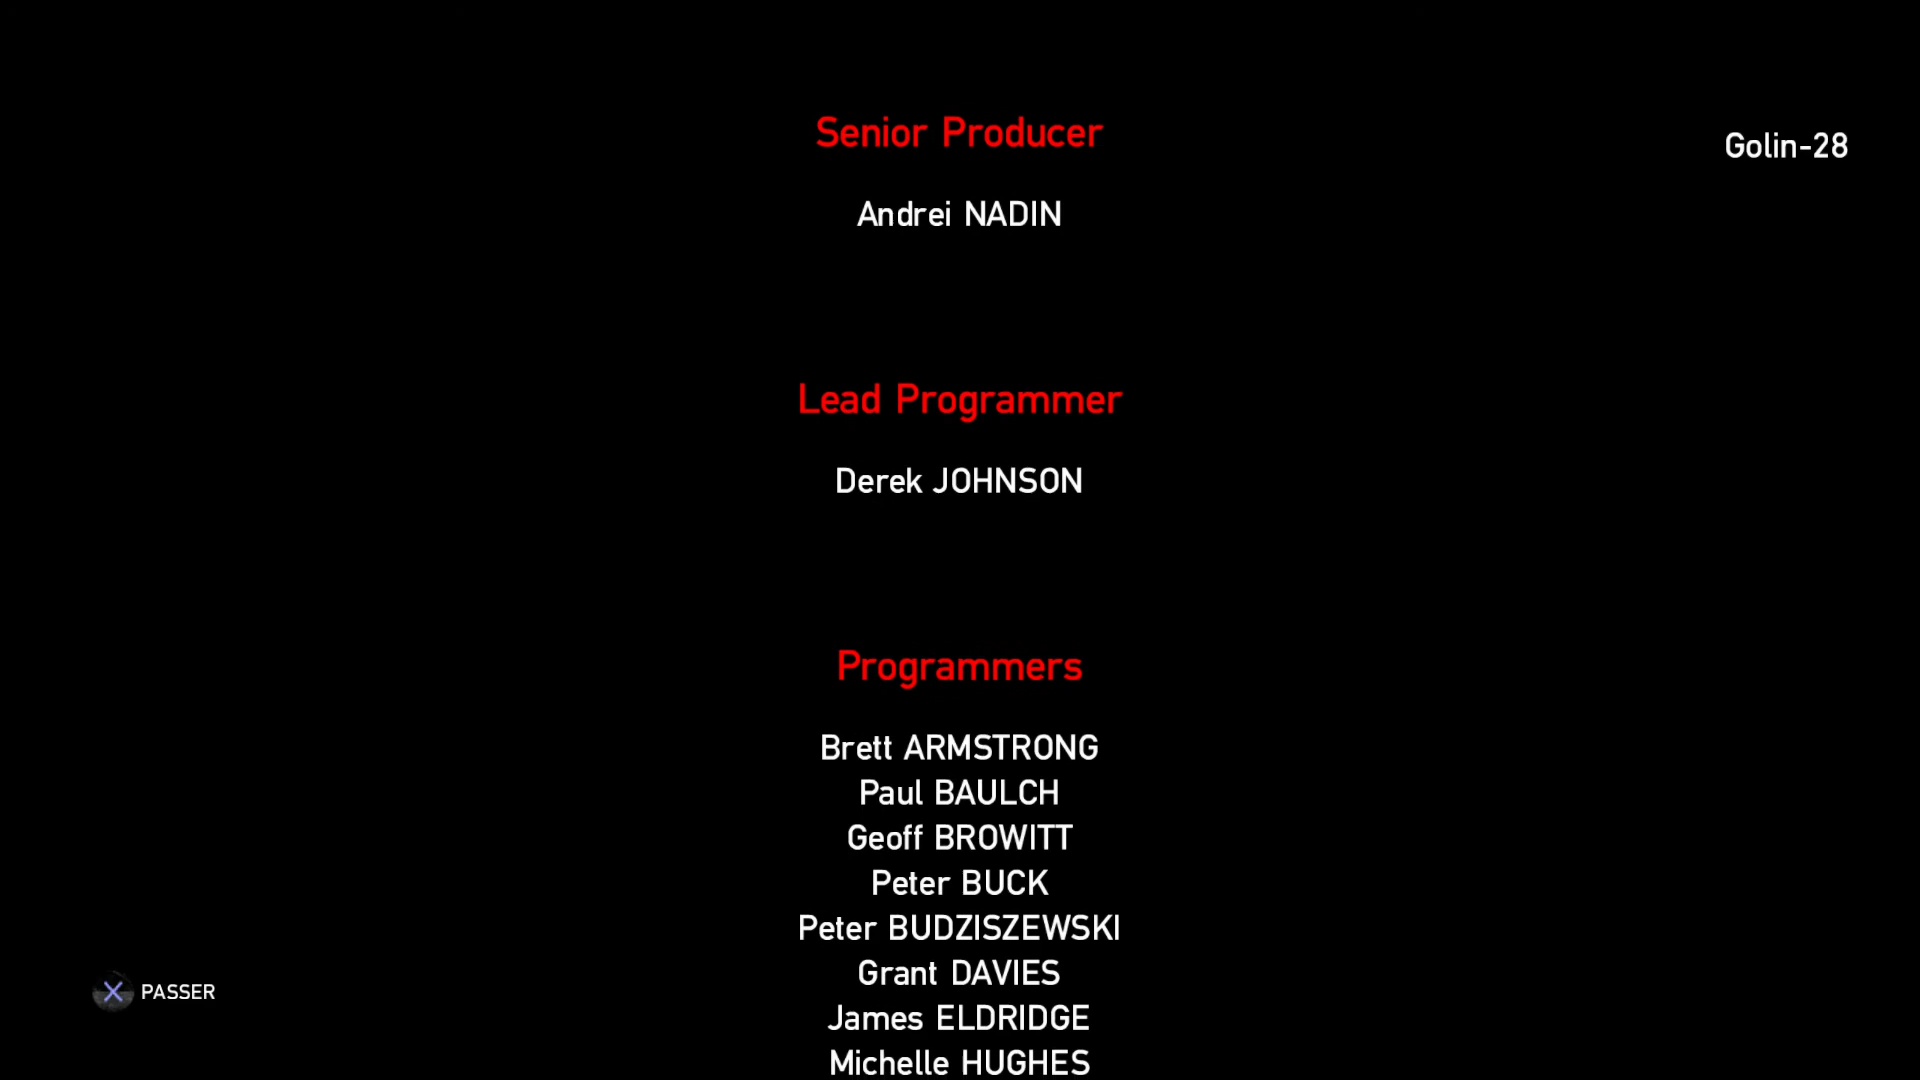 Senior Producer
Golin-28
Andrei NADIN
Lead Programmer
Derek JOHNSON
Programmers
Brett ARMSTRONG
Paul BAULCH
Geoff BROWITT
Peter BUCK
Peter BUDZISZEWSKI
Grant DAVIES
PASSER
James ELDRIDGE
Michelle HUGHES